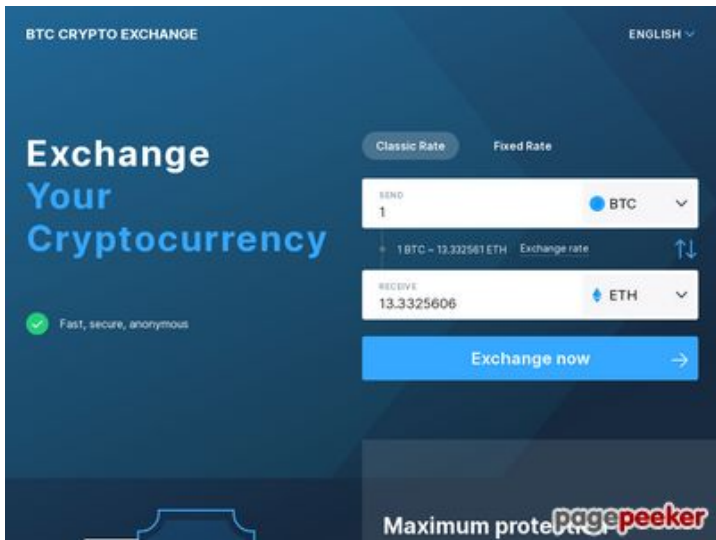 BTC CRYPTO EXCHANGE
ENGLISH
Exchange
Your
Cryptocurrency
Fast, secure, anonymous
Classic Rate
Fixed Rate
SEND
1
BTC
1 BTC ~ 13.332561 ETH Exchange rate
RECEIVE
13.3325606
ETH
Exchange now
Maximum protection
pagepeeker